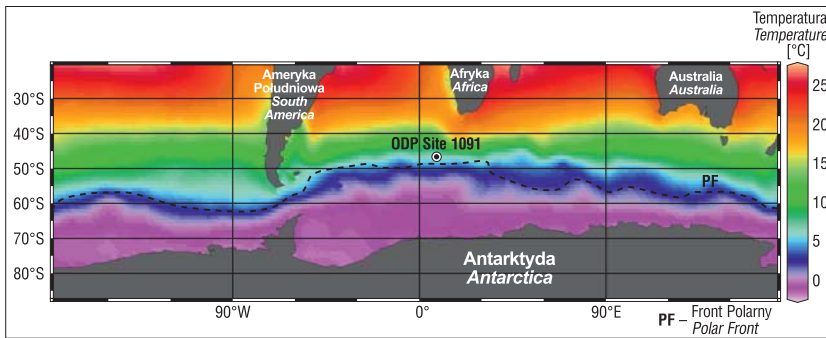 Temperatura
Temperature
[°C]
Ameryka
Południowa
South
America
Afryka
Africa
Australia
Australia
25
30°S
20
40°S
ODP Site 1091
50°S
15
PF
60°S
10
70°S
5
Antarktyda
Antarctica
80°S
0
90°W
0°
90°E
PF – Front Polarny
Polar Front